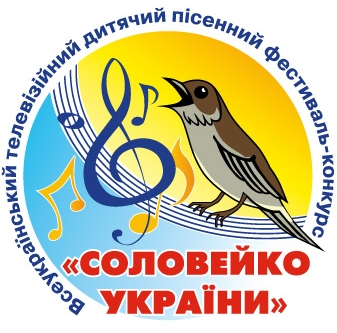 Всеукраїнський телевізійний дитячий пісенний фестиваль-конкурс
«СОЛОВЕЙКО
УКРАЇНИ»